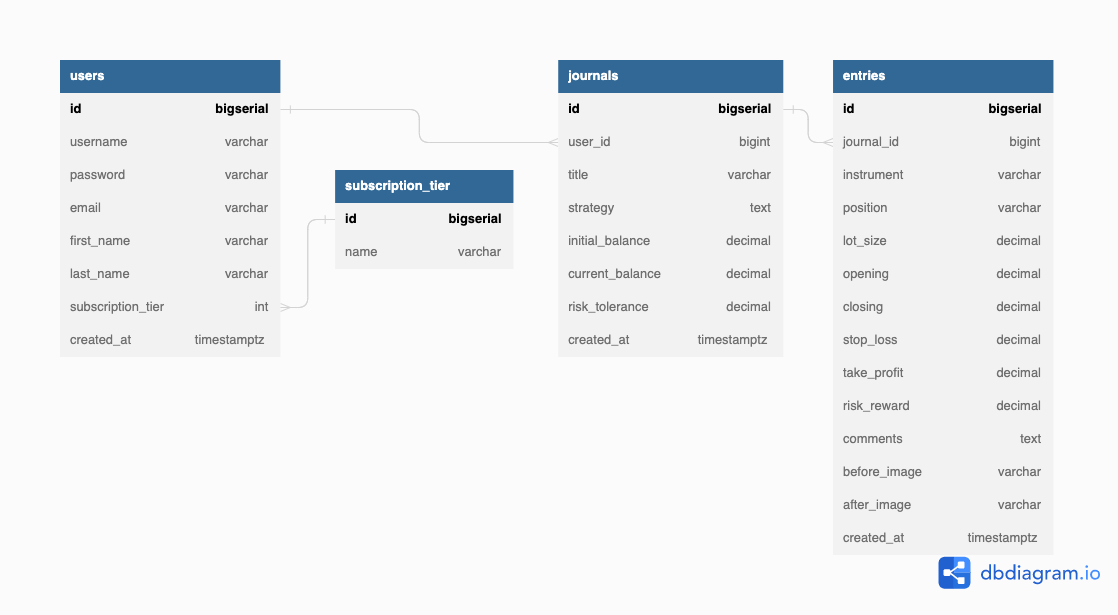 users
id bigserial
username varchar
password varchar
email varchar
first_name varchar
last_name varchar
subscription_tier int
created_at timestamptz
subscription_tier
id bigserial
name varchar
journals
id bigserial
user_id bigint
title varchar
strategy text
initial_balance decimal
current_balance decimal
risk_tolerance decimal
created_at timestamptz
entries
id bigserial
journal_id bigint
instrument varchar
position varchar
lot_size decimal
opening decimal
closing decimal
stop_loss decimal
take_profit decimal
risk_reward decimal
comments text
before_image varchar
after_image varchar
created_at timestamptz
dbdiagram.io